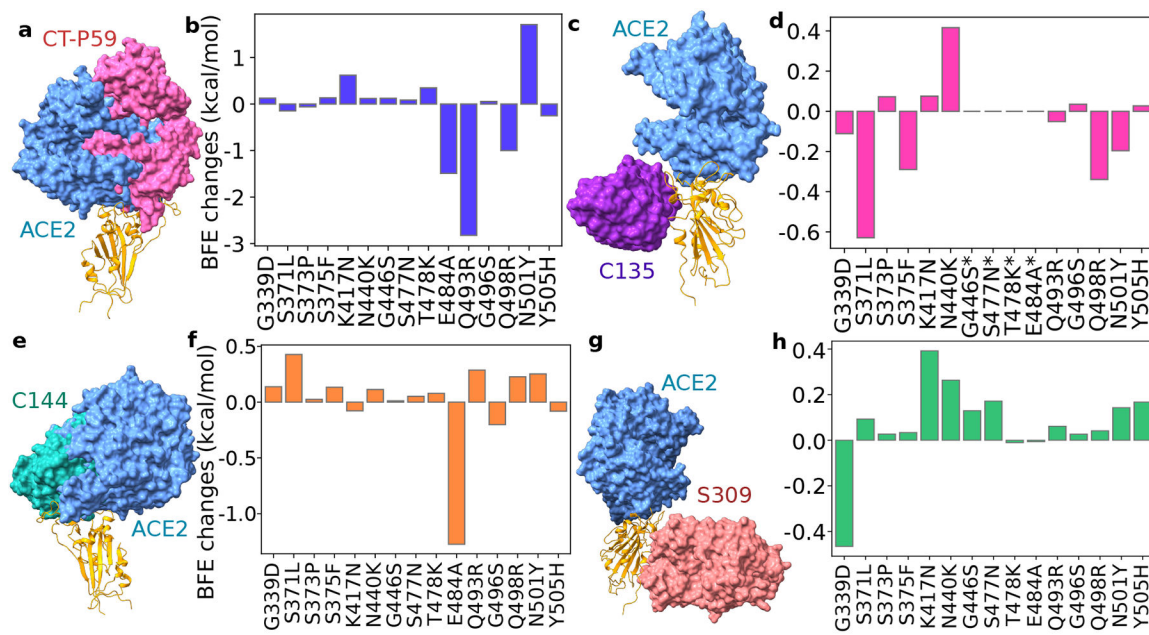 a
CT-P59
ACE2
b
BFE changes (kcal/mol)
1
0
-1
-2
-3
G339D
S371L
S373P
S375F
K417N
N440K
G446S
S477N
T478K
E484A
Q493R
G496S
Q498R
N501Y
Y505H
c
ACE2
C135
d
0.4
0.2
0.0
-0.2
-0.4
-0.6
G339D
S371L
S373P
S375F
K417N
N440K
G446S*
S477N*
T478K*
E484A*
Q493R
G496S
Q498R
N501Y
Y505H
e
C144
ACE2
f
BFE changes (kcal/mol)
0.5
0.0
-0.5
-1.0
G339D
S371L
S373P
S375F
K417N
N440K
G446S
S477N
T478K
E484A
Q493R
G496S
Q498R
N501Y
Y505H
g
ACE2
S309
h
0.4
0.2
0.0
-0.2
-0.4
G339D
S371L
S373P
S375F
K417N
N440K
G446S
S477N
T478K
E484A
Q493R
G496S
Q498R
N501Y
Y505H